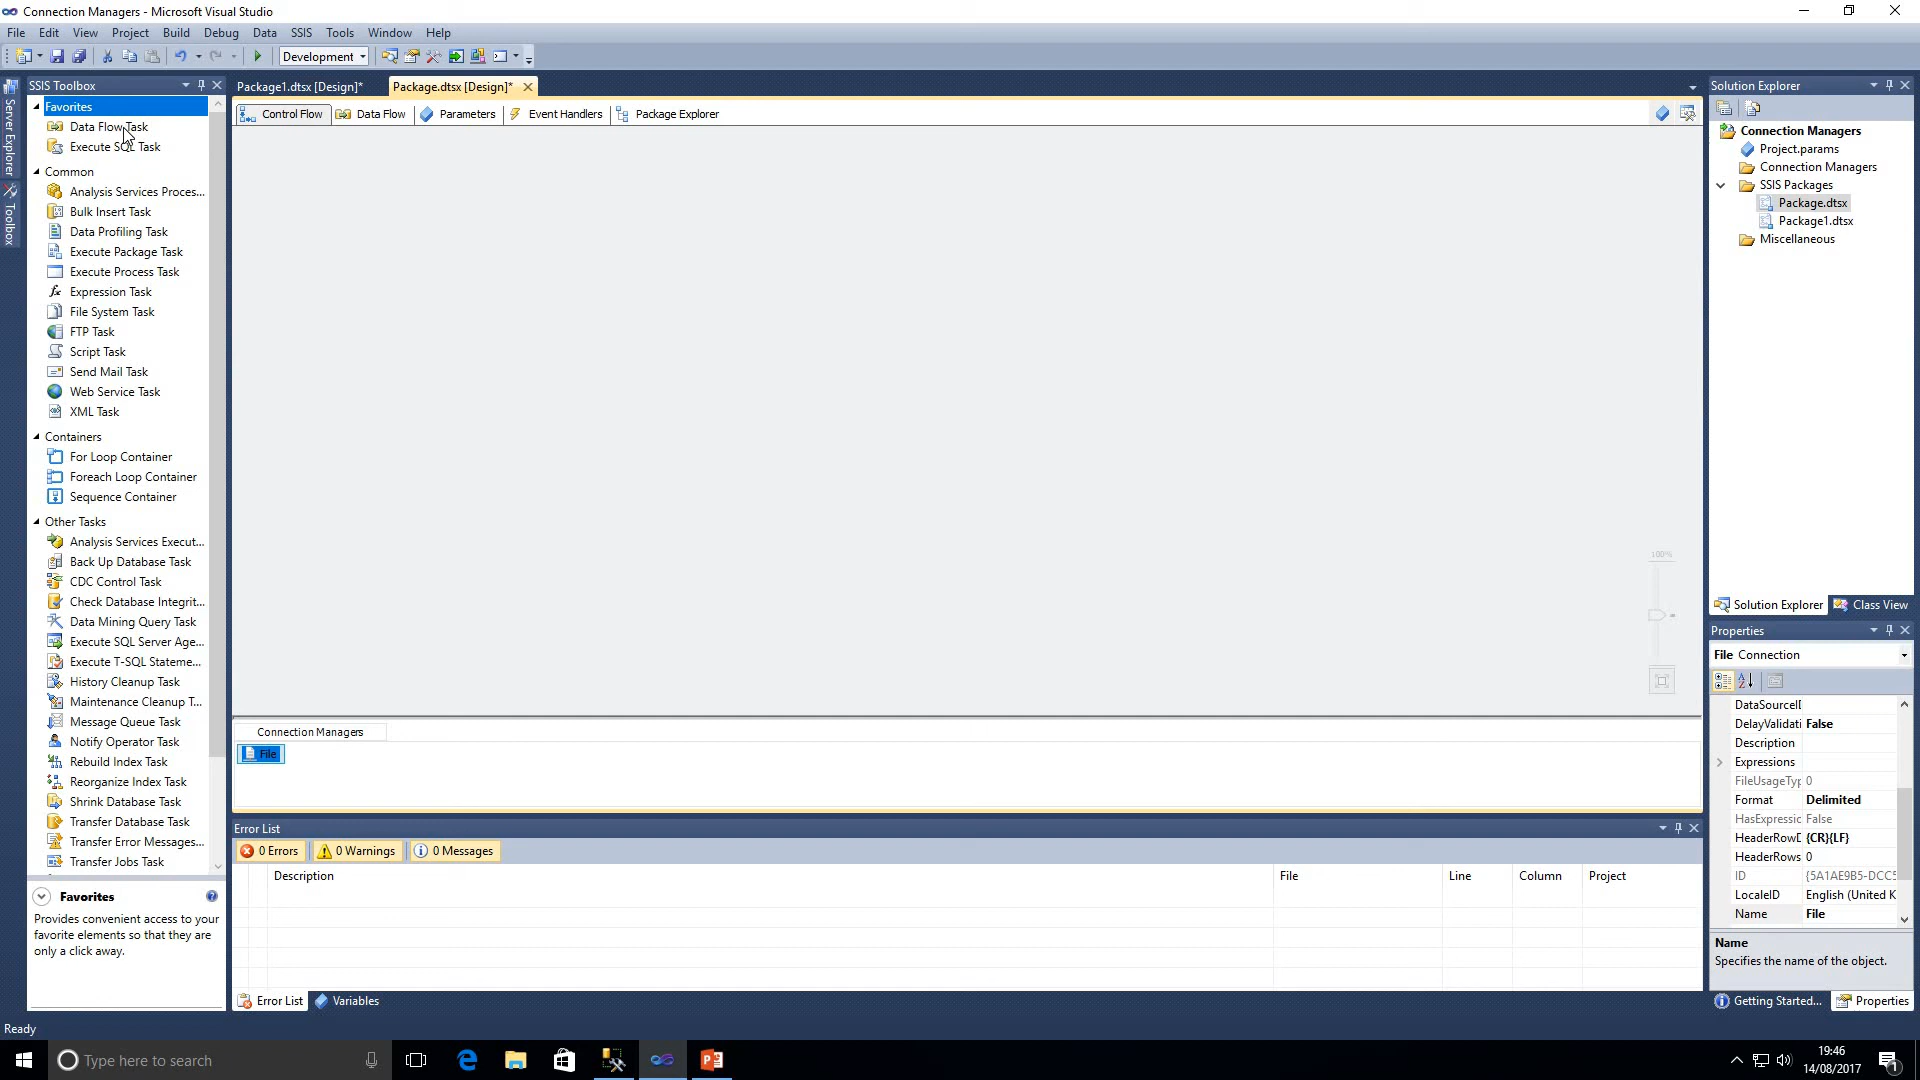 Connection Managers - Microsoft Visual Studio
File Edit View Project Build Debug Data SSIS Tools Window Help
Development
Server Explorer
Toolbox
SSIS Toolbox
Favorites
Data Flow Task
Execute SQL Task
Common
Analysis Services Proces...
Bulk Insert Task
Data Profiling Task
Execute Package Task
Execute Process Task
Expression Task
File System Task
FTP Task
Script Task
Send Mail Task
Web Service Task
XML Task
Containers
For Loop Container
Foreach Loop Container
Sequence Container
Other Tasks
Analysis Services Execut...
Back Up Database Task
CDC Control Task
Check Database Integrit...
Data Mining Query Task
Execute SQL Server Age...
Execute T-SQL Stateme...
History Cleanup Task
Maintenance Cleanup T...
Message Queue Task
Notify Operator Task
Rebuild Index Task
Reorganize Index Task
Shrink Database Task
Transfer Database Task
Transfer Error Messages...
Transfer Jobs Task
Favorites
Provides convenient access to your
favorite elements so that they are
only a click away.
Package1.dtsx [Design]* Package.dtsx [Design]*
Control Flow Data Flow Parameters Event Handlers Package Explorer
100%
Connection Managers
File
Error List
0 Errors 0 Warnings 0 Messages
Description File Line Column Project
Error List Variables
Solution Explorer
Connection Managers
Project.params
Connection Managers
SSIS Packages
Package.dtsx
Package1.dtsx
Miscellaneous
Solution Explorer Class View
Properties
File Connection
DataSourceI
DelayValidati False
Description
Expressions
FileUsageTyp 0
Format Delimited
HasExpressic False
HeaderRowD {CR}{LF}
HeaderRows 0
ID {5A1AE9B5-DCC5
LocaleID English (United K
Name File
Name
Specifies the name of the object.
Getting Started... Properties
Ready
Type here to search
19:46
14/08/2017
1